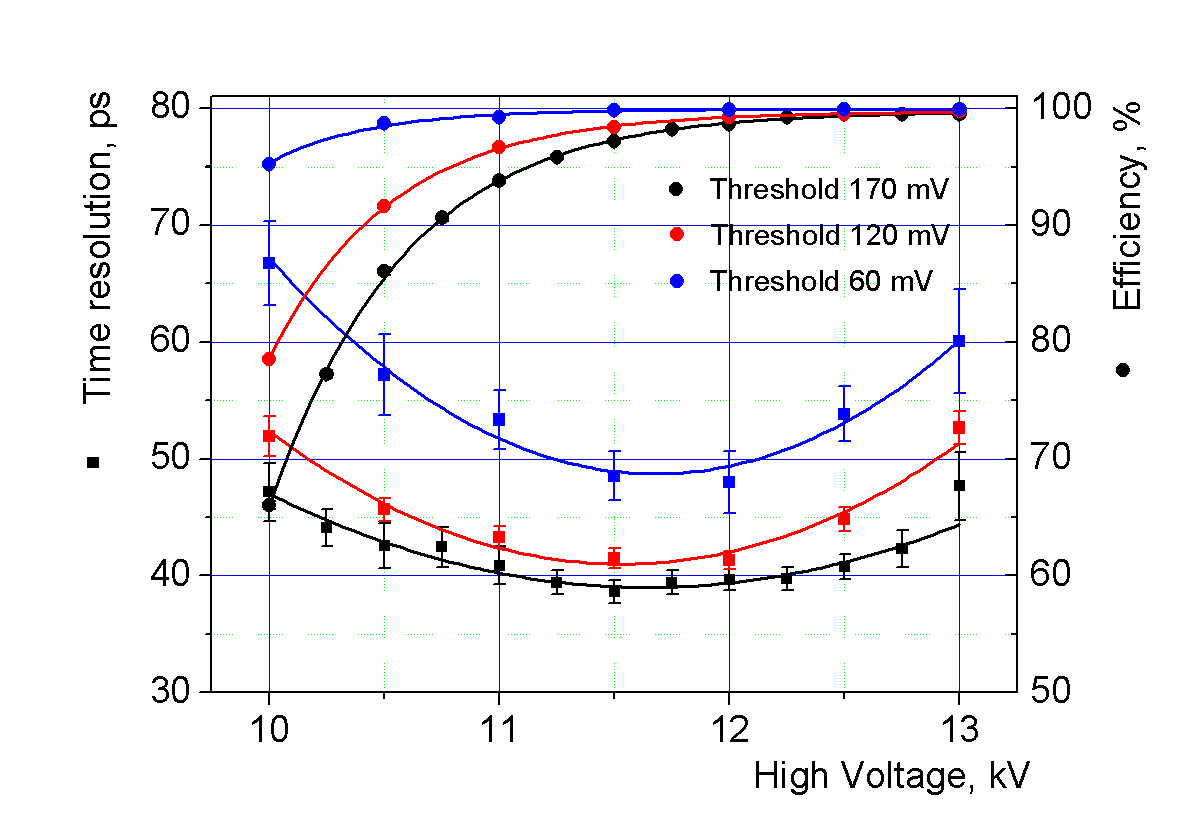 Time resolution, ps
80
70
60
50
40
30
100
90
80
70
60
50
Efficiency, %
Threshold 170 mV
Threshold 120 mV
Threshold 60 mV
10 11 12 13
High Voltage, kV